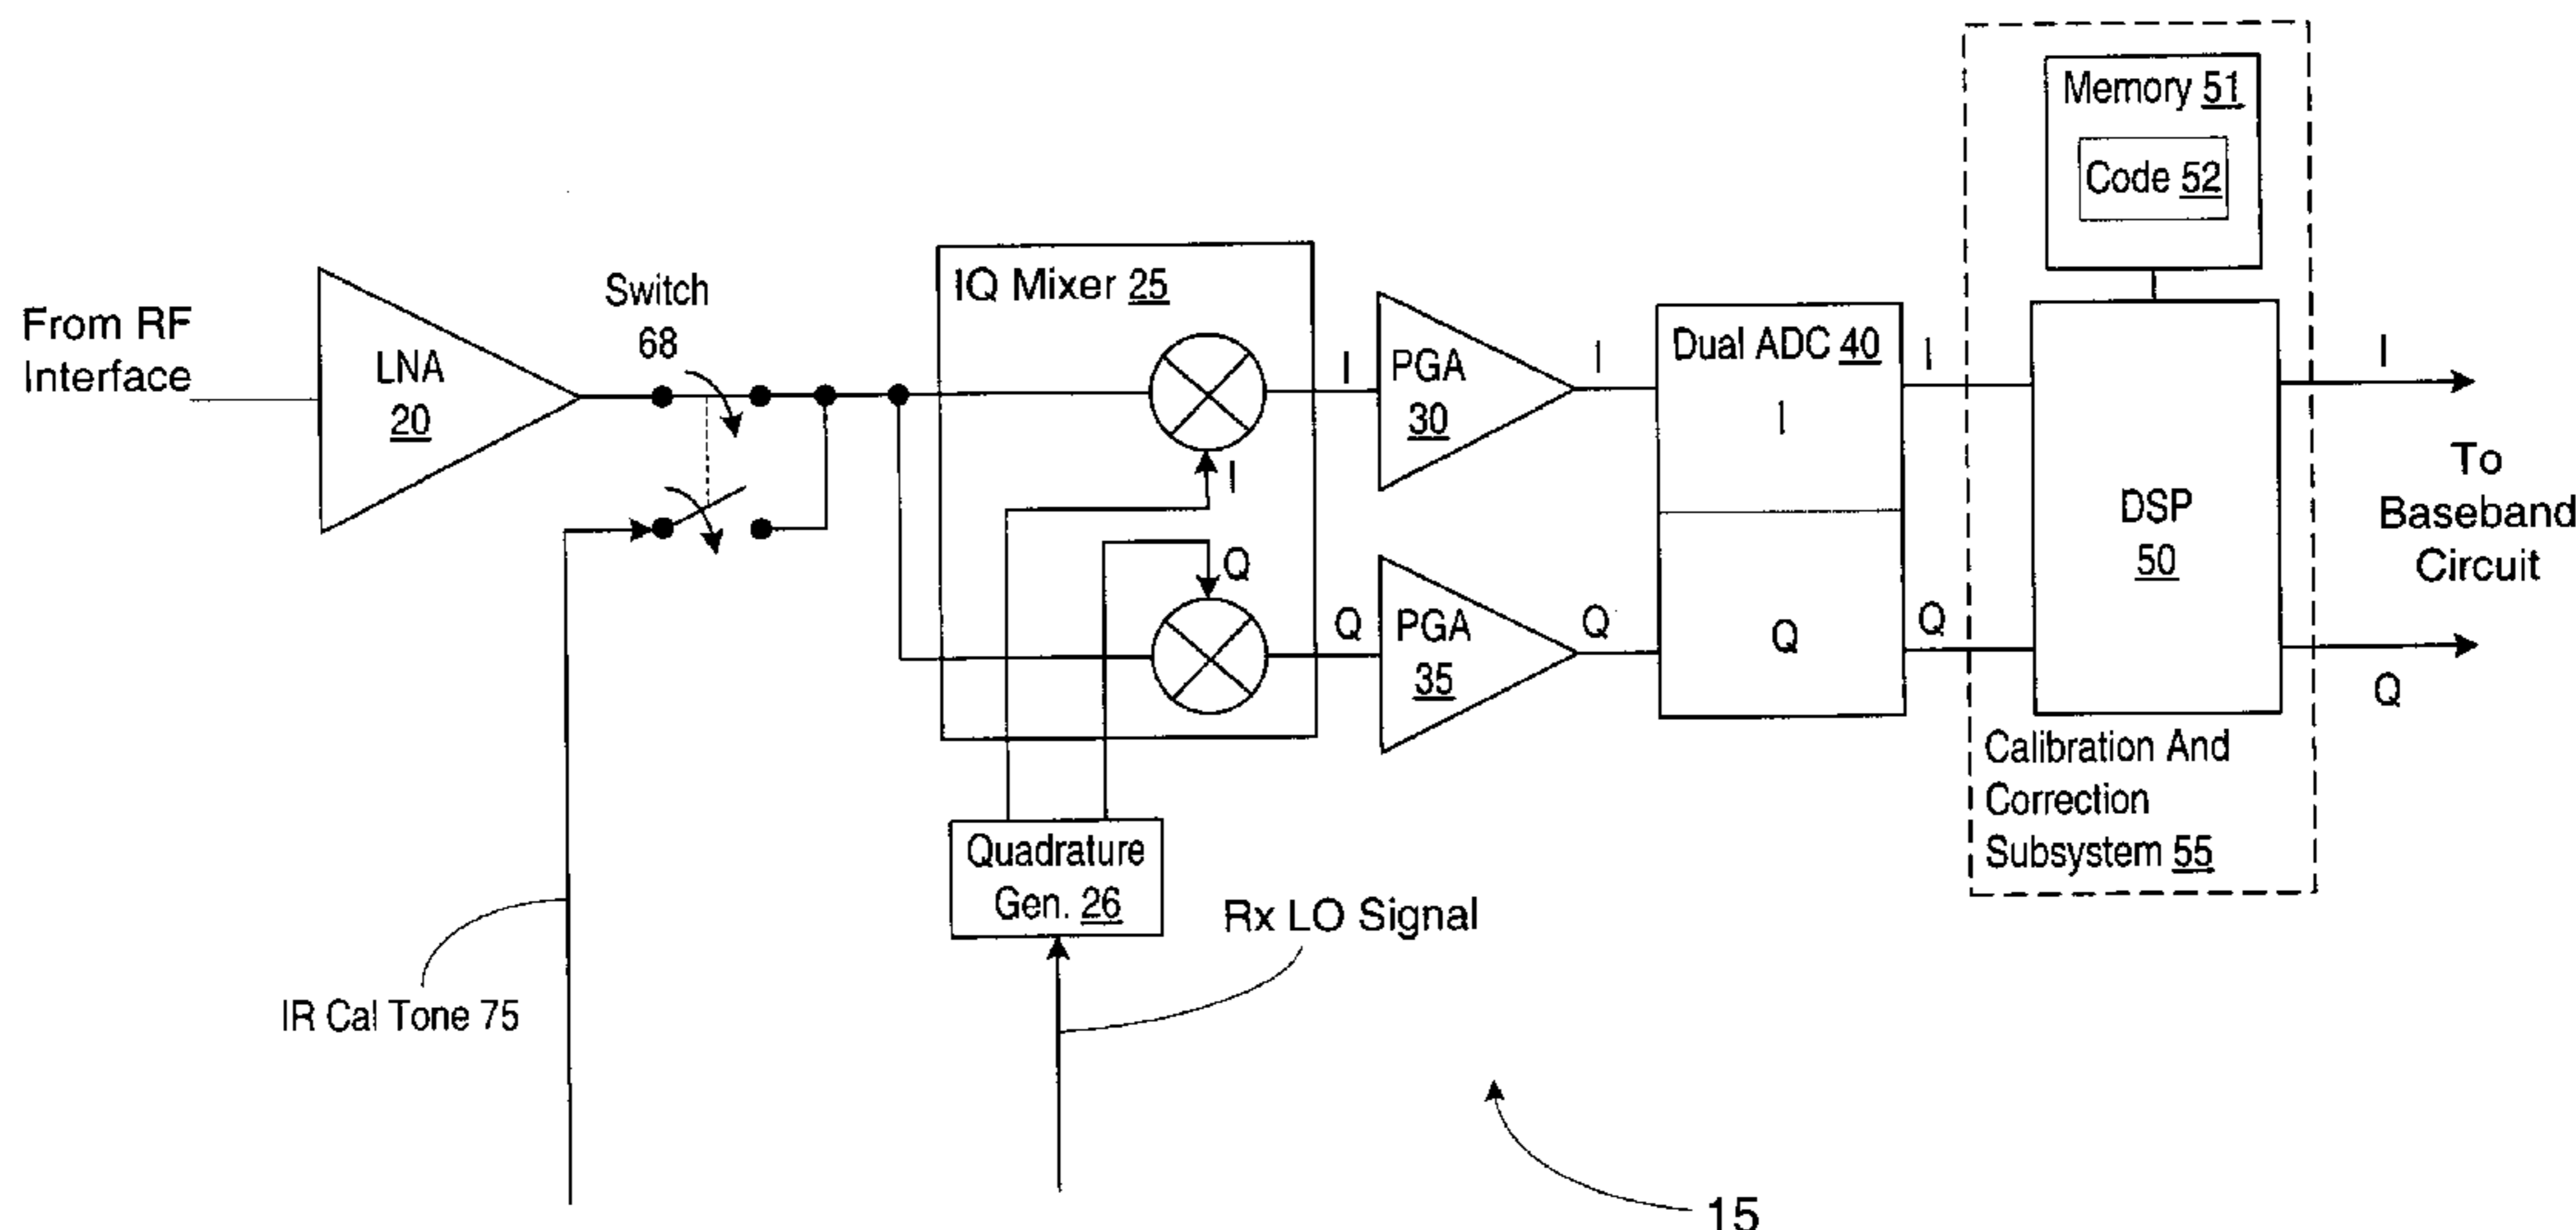 From RF
Interface
LNA
20
Switch
68
IQ Mixer 25
I
Q
I
Q
PGA
30
PGA
35
I
Q
Dual ADC 40
I
Q
I
Q
Memory 51
Code 52
DSP
50
Calibration And
Correction
Subsystem 55
I
To
Baseband
Circuit
Q
Quadrature
Gen. 26
Rx LO Signal
IR Cal Tone 75
15